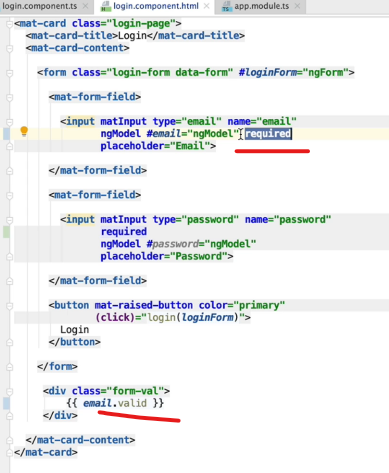 login.component.ts × login.component.html × app.module.ts ×
<mat-card class="login-page">
<mat-card-title>Login</mat-card-title>
<mat-card-content>
<form class="login-form data-form" #loginForm="ngForm">
<mat-form-field>
<input matInput type="email" name="email"
ngModel #email="ngModel" required
placeholder="Email">
</mat-form-field>
<mat-form-field>
<input matInput type="password" name="password"
required
ngModel #password="ngModel"
placeholder="Password">
</mat-form-field>
<button mat-raised-button color="primary"
(click)="login(loginForm)">
Login
</button>
</form>
<div class="form-val">
{{ email.valid }}
</div>
</mat-card-content>
</mat-card>